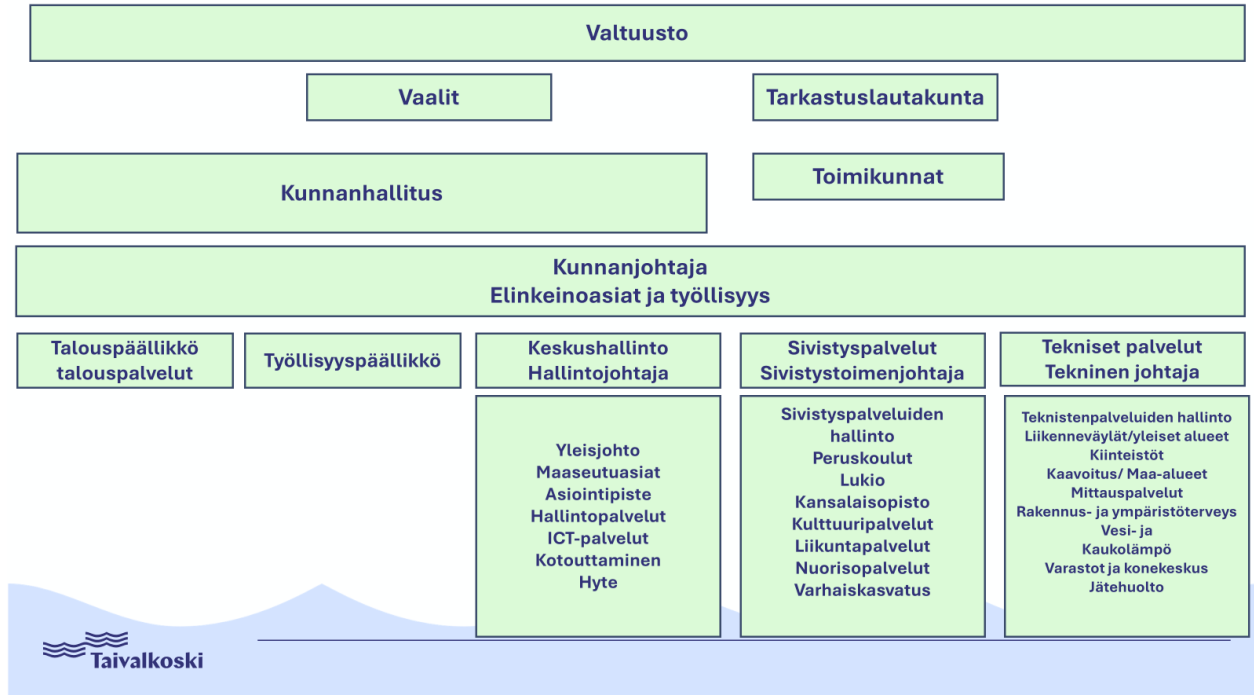 Valtuusto
Vaalit
Tarkastuslautakunta
Kunnanhallitus
Toimikunnat
Kunnanjohtaja
Elinkeinoasiat ja työllisyys
Talouspäällikkö
talouspalvelut
Työllisyyspäällikkö
Keskushallinto
Hallintojohtaja
Sivistyspalvelut
Sivistystoimenjohtaja
Tekniset palvelut
Tekninen johtaja
Yleisjohto
Maaseutuasiat
Asiointipiste
Hallintopalvelut
ICT-palvelut
Kotouttaminen
Hyte
Sivistyspalveluiden
hallinto
Peruskoulut
Lukio
Kansalaisopisto
Kulttuuripalvelut
Liikuntapalvelut
Nuorisopalvelut
Varhaiskasvatus
Teknistenpalveluiden hallinto
Liikenneväylät/yleiset alueet
Kiinteistöt
Kaavoitus/ Maa-alueet
Mittauspalvelut
Rakennus- ja ympäristöterveys
Vesi- ja
Kaukolämpö
Varastot ja konekeskus
Jätehuolto
Taivalkoski